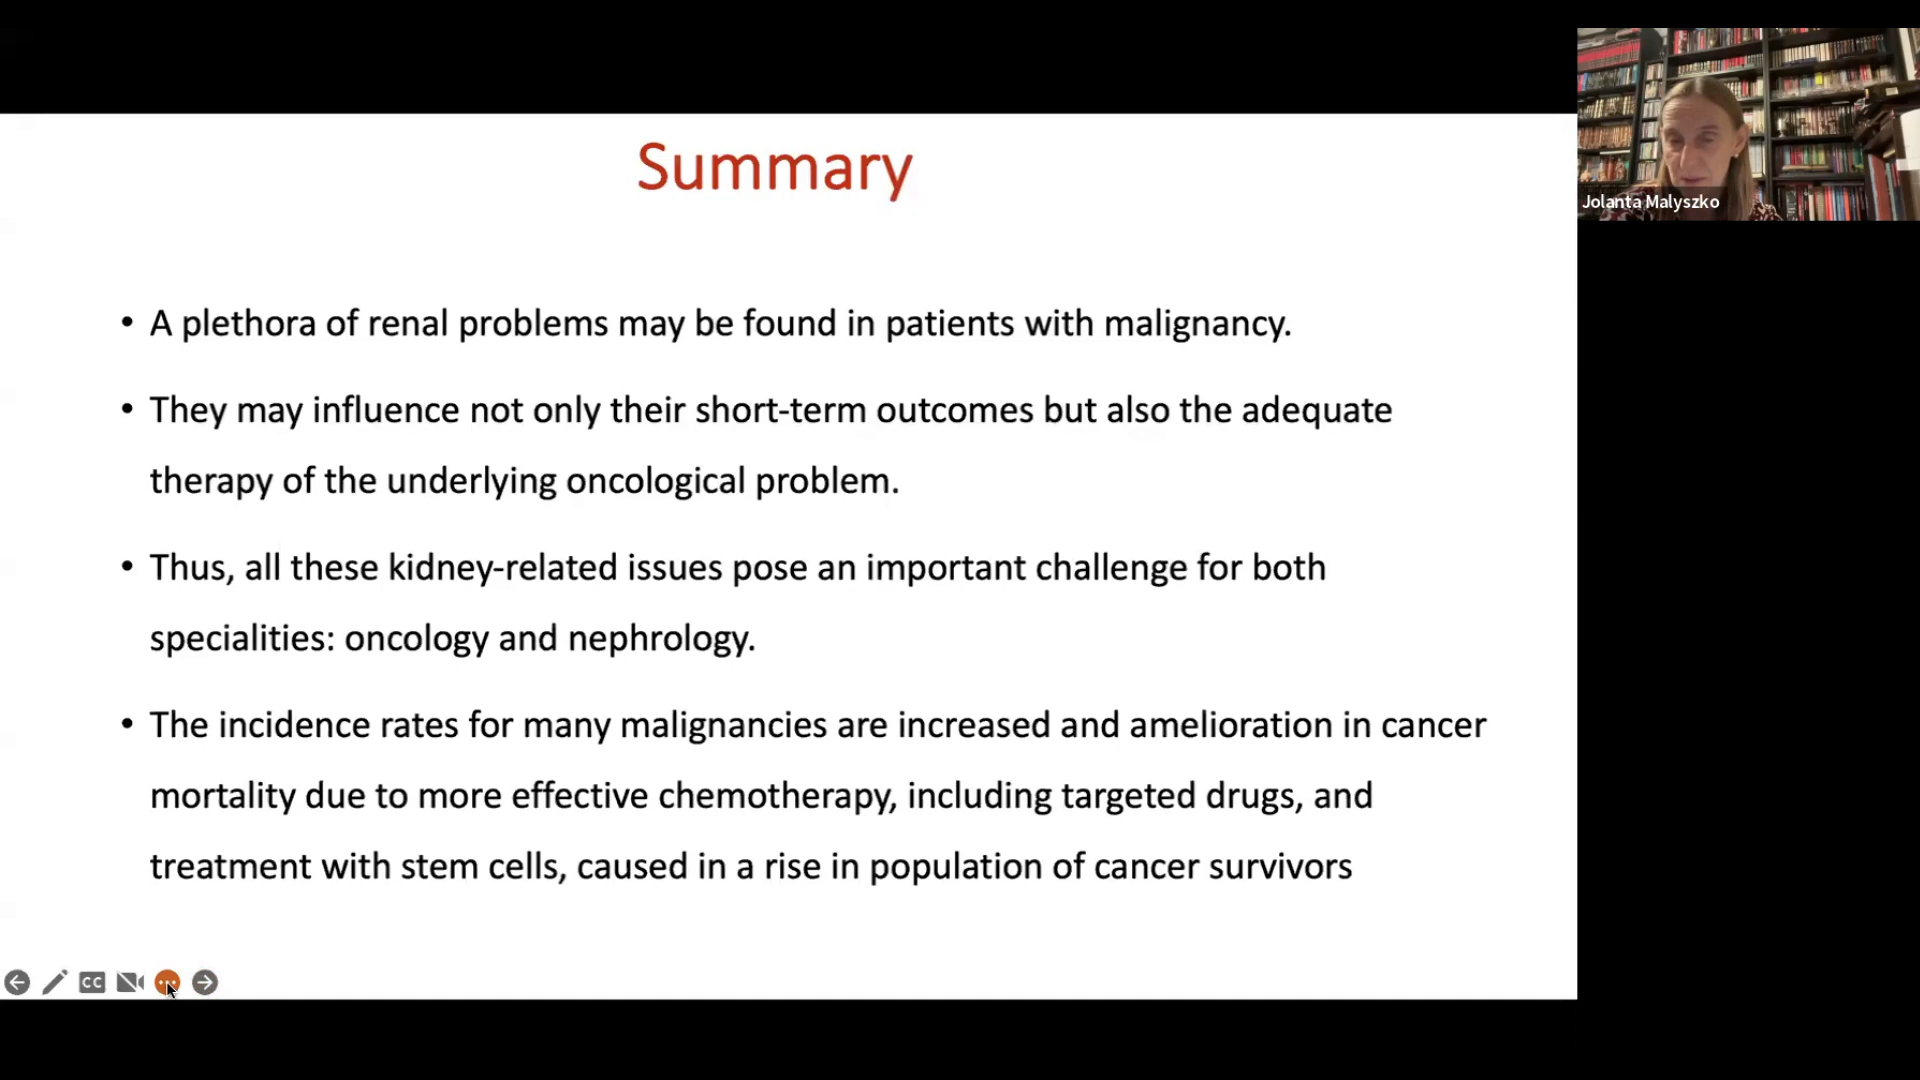 Summary
• A plethora of renal problems may be found in patients with malignancy.
• They may influence not only their short-term outcomes but also the adequate
therapy of the underlying oncological problem.
• Thus, all these kidney-related issues pose an important challenge for both
specialities: oncology and nephrology.
• The incidence rates for many malignancies are increased and amelioration in cancer
mortality due to more effective chemotherapy, including targeted drugs, and
treatment with stem cells, caused in a rise in population of cancer survivors
Jolanta Malyszko
CC